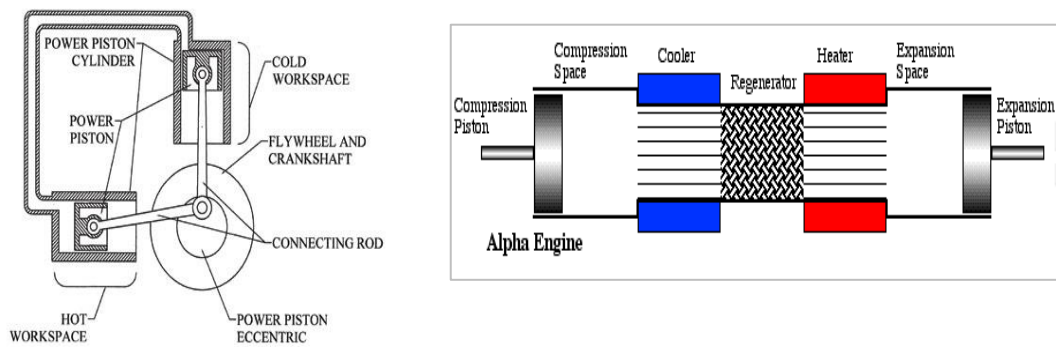 POWER PISTON
CYLINDER
COLD
WORKSPACE
POWER
PISTON
FLYWHEEL AND
CRANKSHAFT
CONNECTING ROD
HOT
WORKSPACE
POWER PISTON
ECCENTRIC
Compression
Space
Cooler
Regenerator
Heater
Expansion
Space
Compression
Piston
Expansion
Piston
Alpha Engine